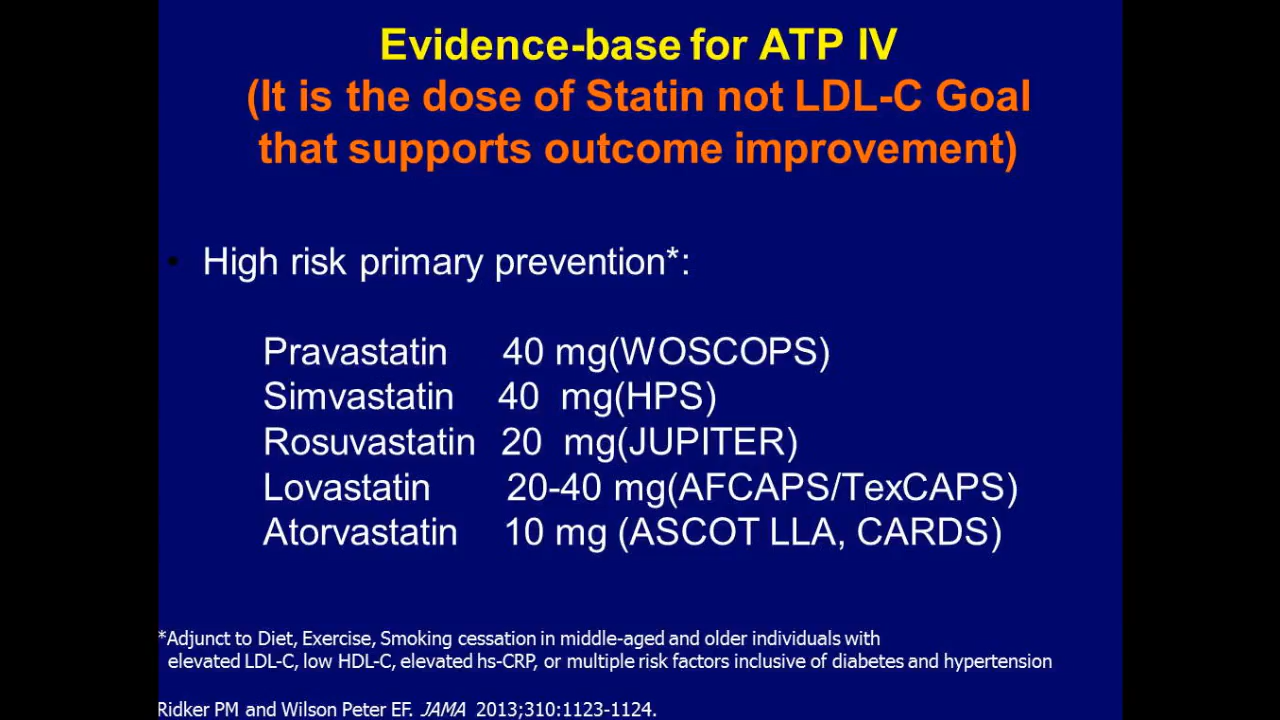 Evidence-base for ATP IV
(It is the dose of Statin not LDL-C Goal
that supports outcome improvement)
• High risk primary prevention*:
Pravastatin 40 mg(WOSCOPS)
Simvastatin 40 mg(HPS)
Rosuvastatin 20 mg(JUPITER)
Lovastatin 20-40 mg(AFCAPS/TexCAPS)
Atorvastatin 10 mg (ASCOT LLA, CARDS)
*Adjunct to Diet, Exercise, Smoking cessation in middle-aged and older individuals with
elevated LDL-C, low HDL-C, elevated hs-CRP, or multiple risk factors inclusive of diabetes and hypertension
Ridker PM and Wilson Peter EF. JAMA 2013;310:1123-1124.